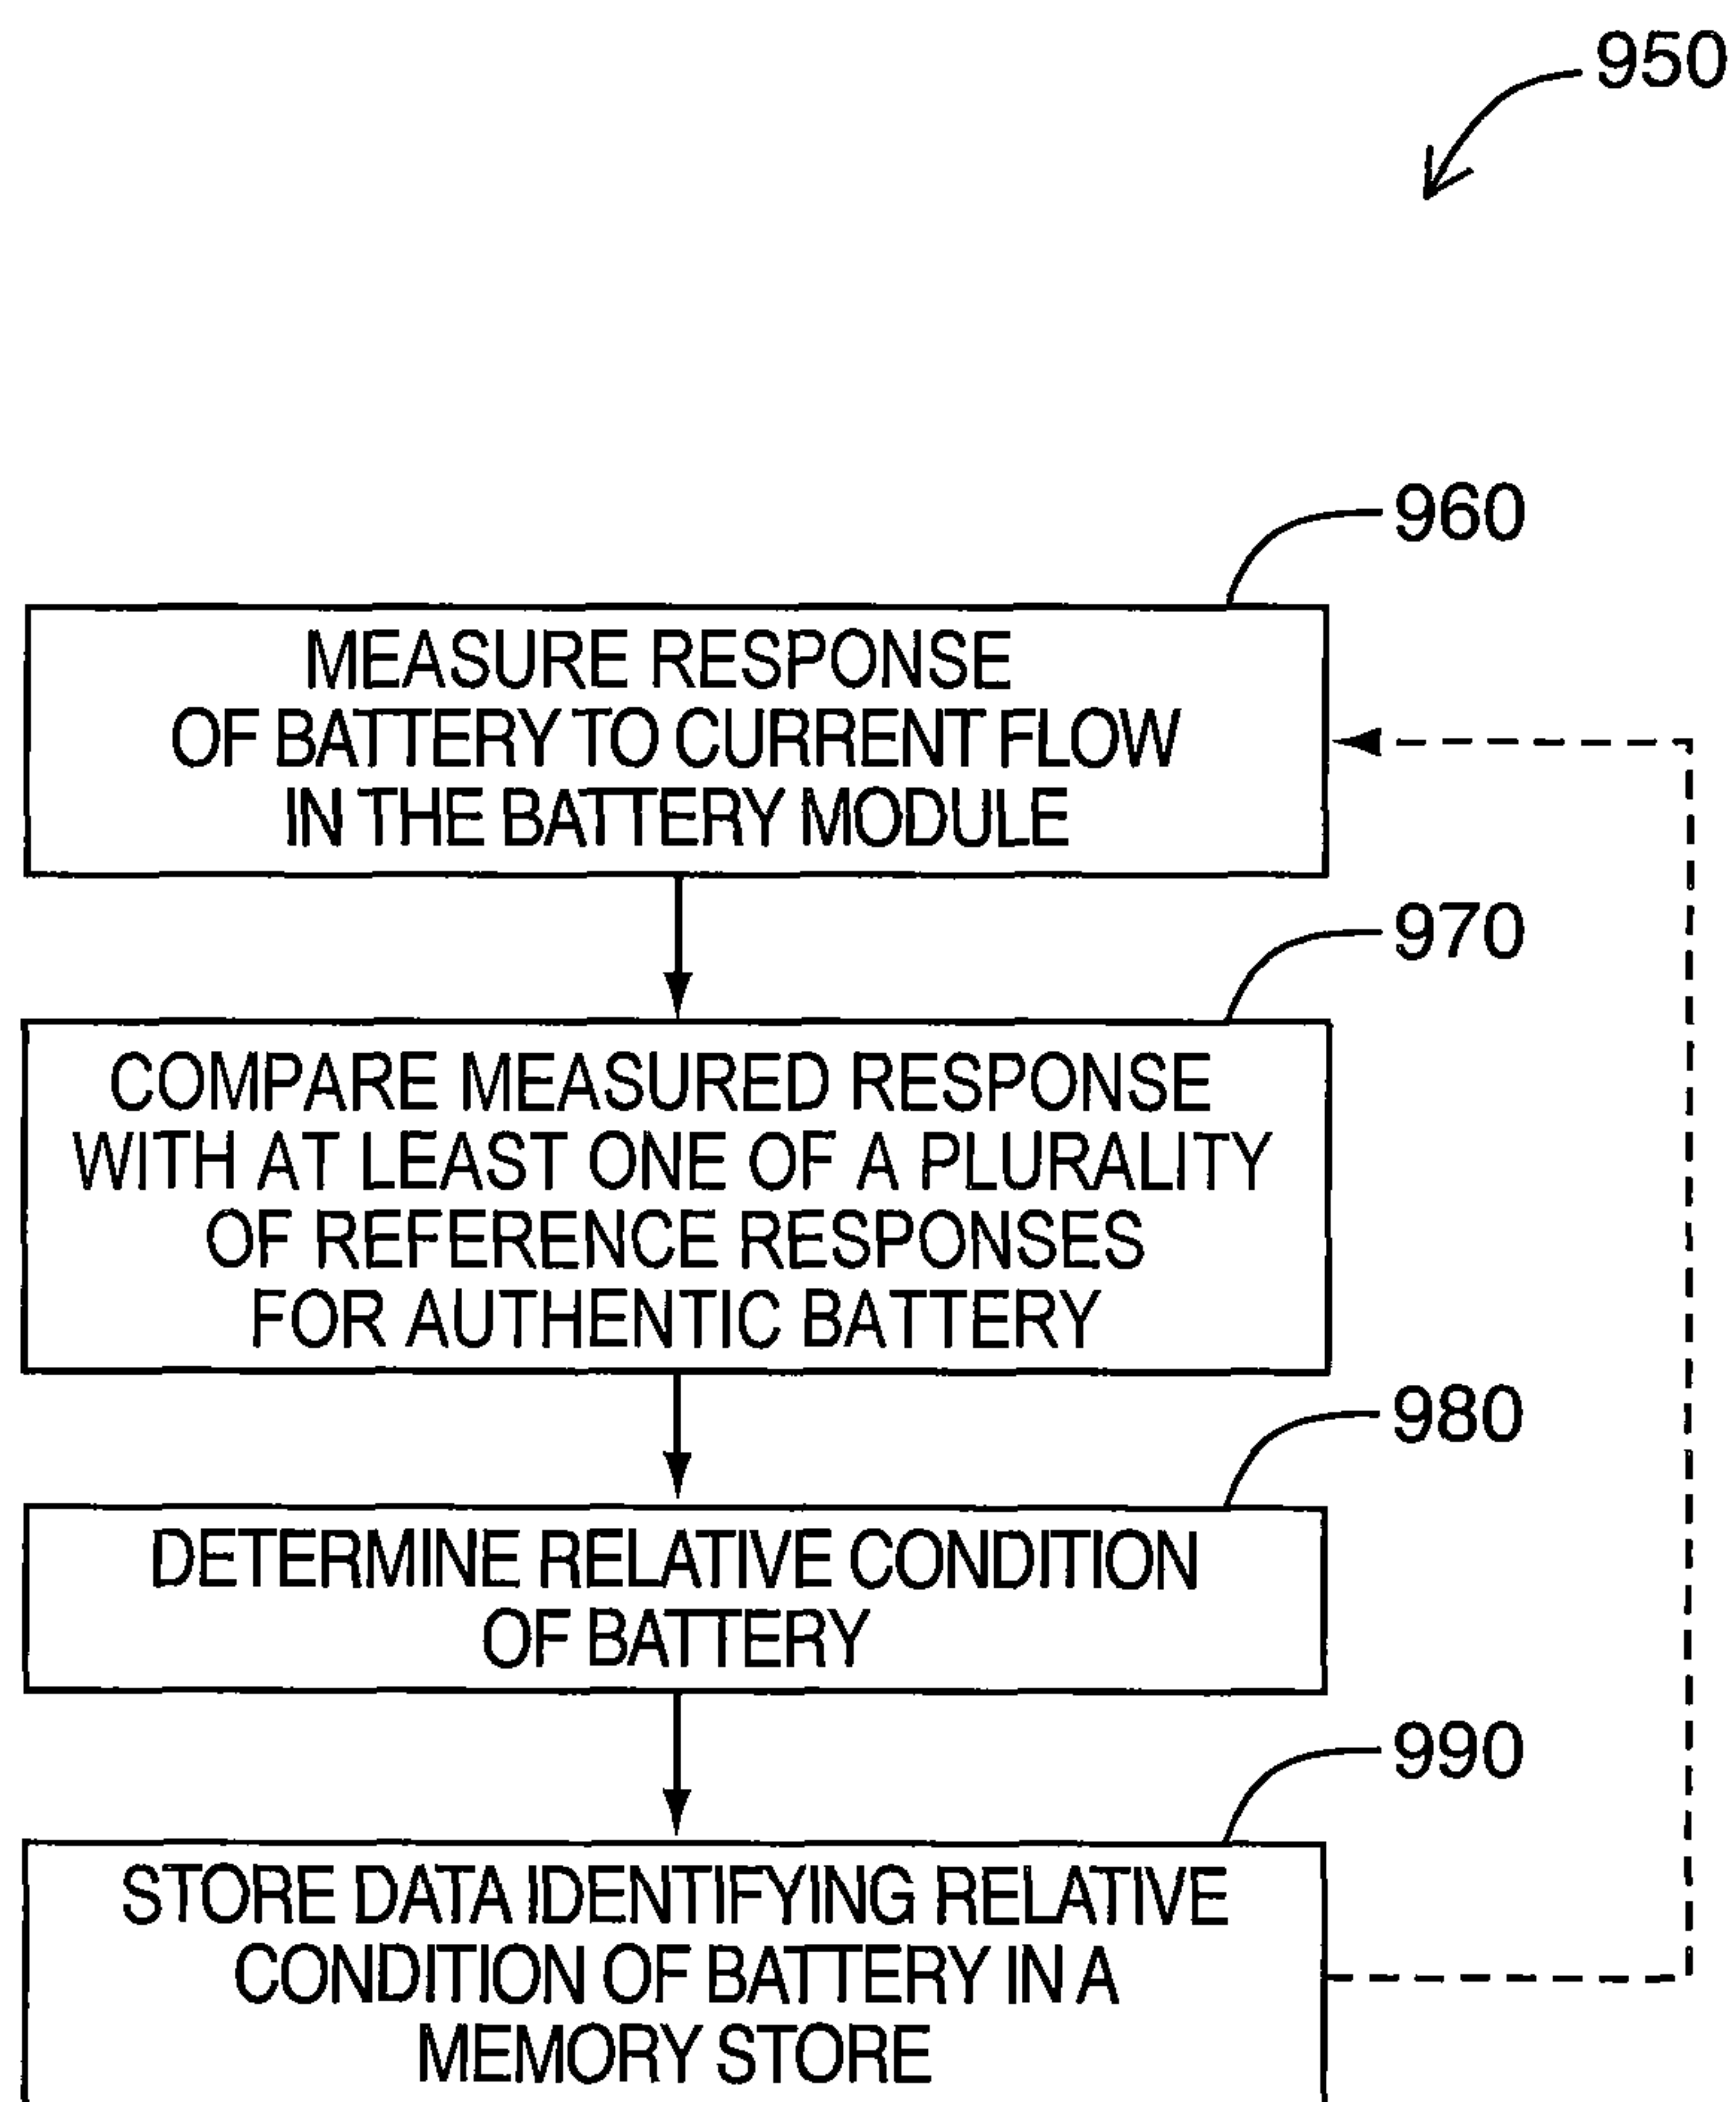 950
960
MEASURE RESPONSE
OF BATTERY TO CURRENT FLOW
IN THE BATTERY MODULE
970
COMPARE MEASURED RESPONSE
WITH AT LEAST ONE OF A PLURALITY
OF REFERENCE RESPONSES
FOR AUTHENTIC BATTERY
980
DETERMINE RELATIVE CONDITION
OF BATTERY
990
STORE DATA IDENTIFYING RELATIVE
CONDITION OF BATTERY IN A
MEMORY STORE